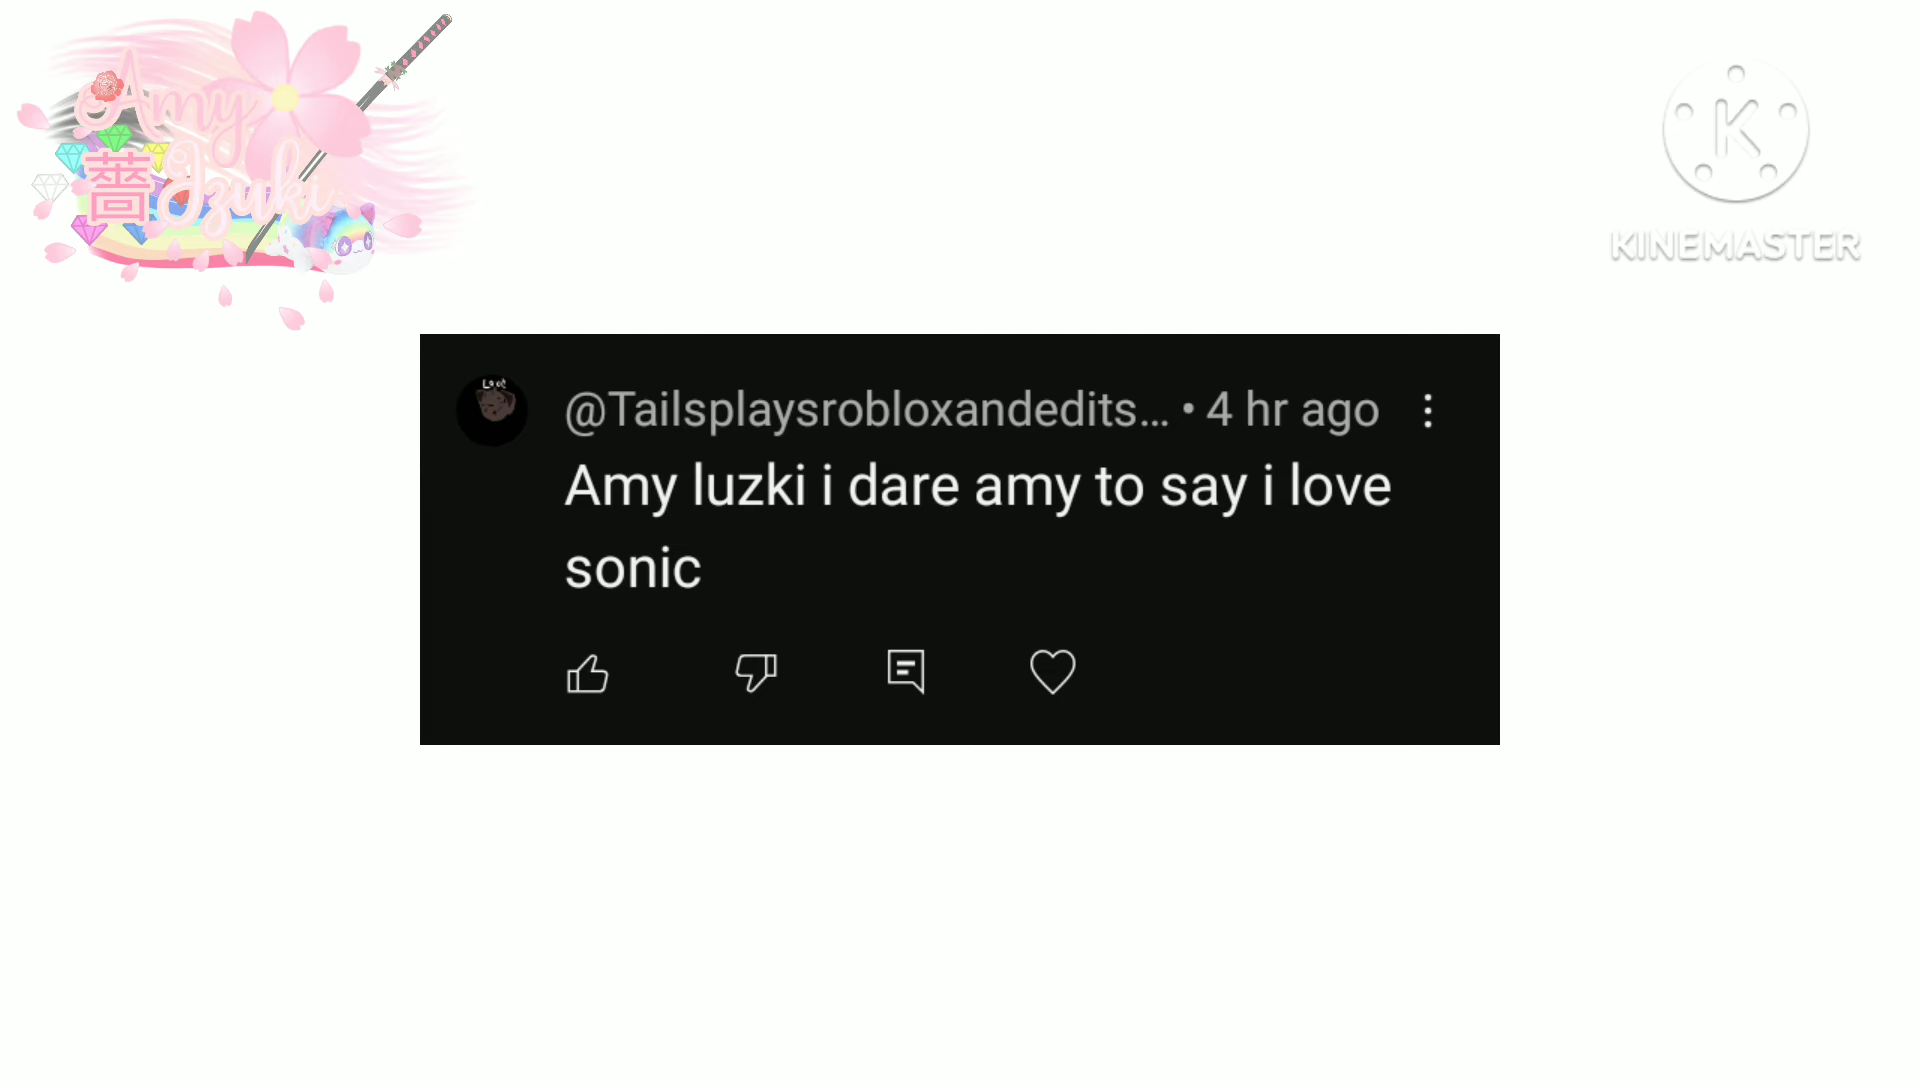 Amy
薔 Izuki
K
KINEMASTER
@Tailsplaysrobloxandedits... • 4 hr ago
Amy luzki i dare amy to say i love
sonic